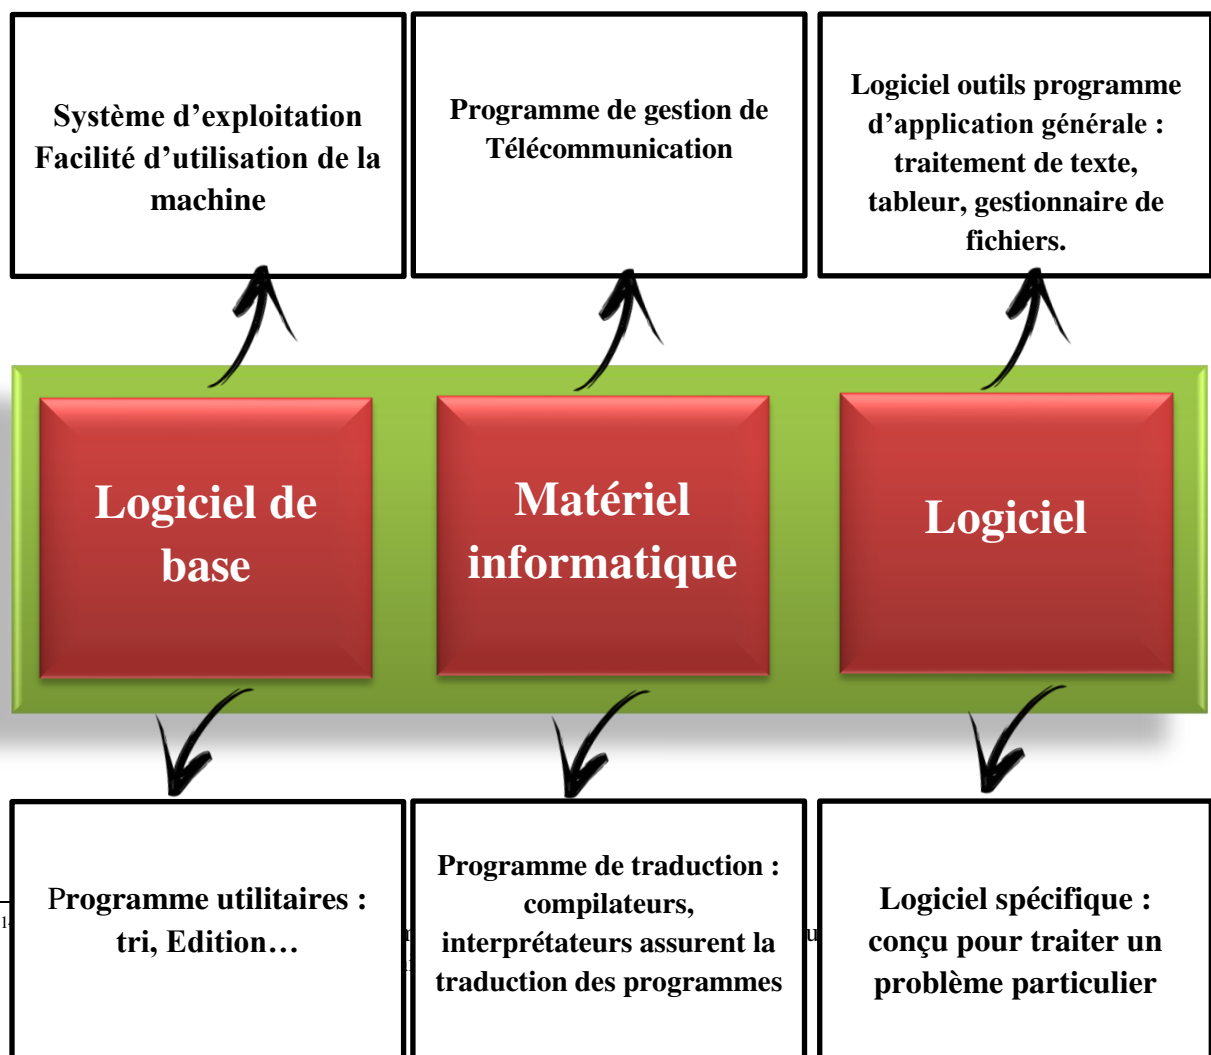 Système d’exploitation
Facilité d’utilisation de la
machine
Programme de gestion de
Télécommunication
Logiciel outils programme
d’application générale :
traitement de texte,
tableur, gestionnaire de
fichiers.
Logiciel de
base
Matériel
informatique
Logiciel
Programme utilitaires :
tri, Edition…
Programme de traduction :
compilateurs,
interprétateurs assurent la
traduction des programmes
Logiciel spécifique :
conçu pour traiter un
problème particulier